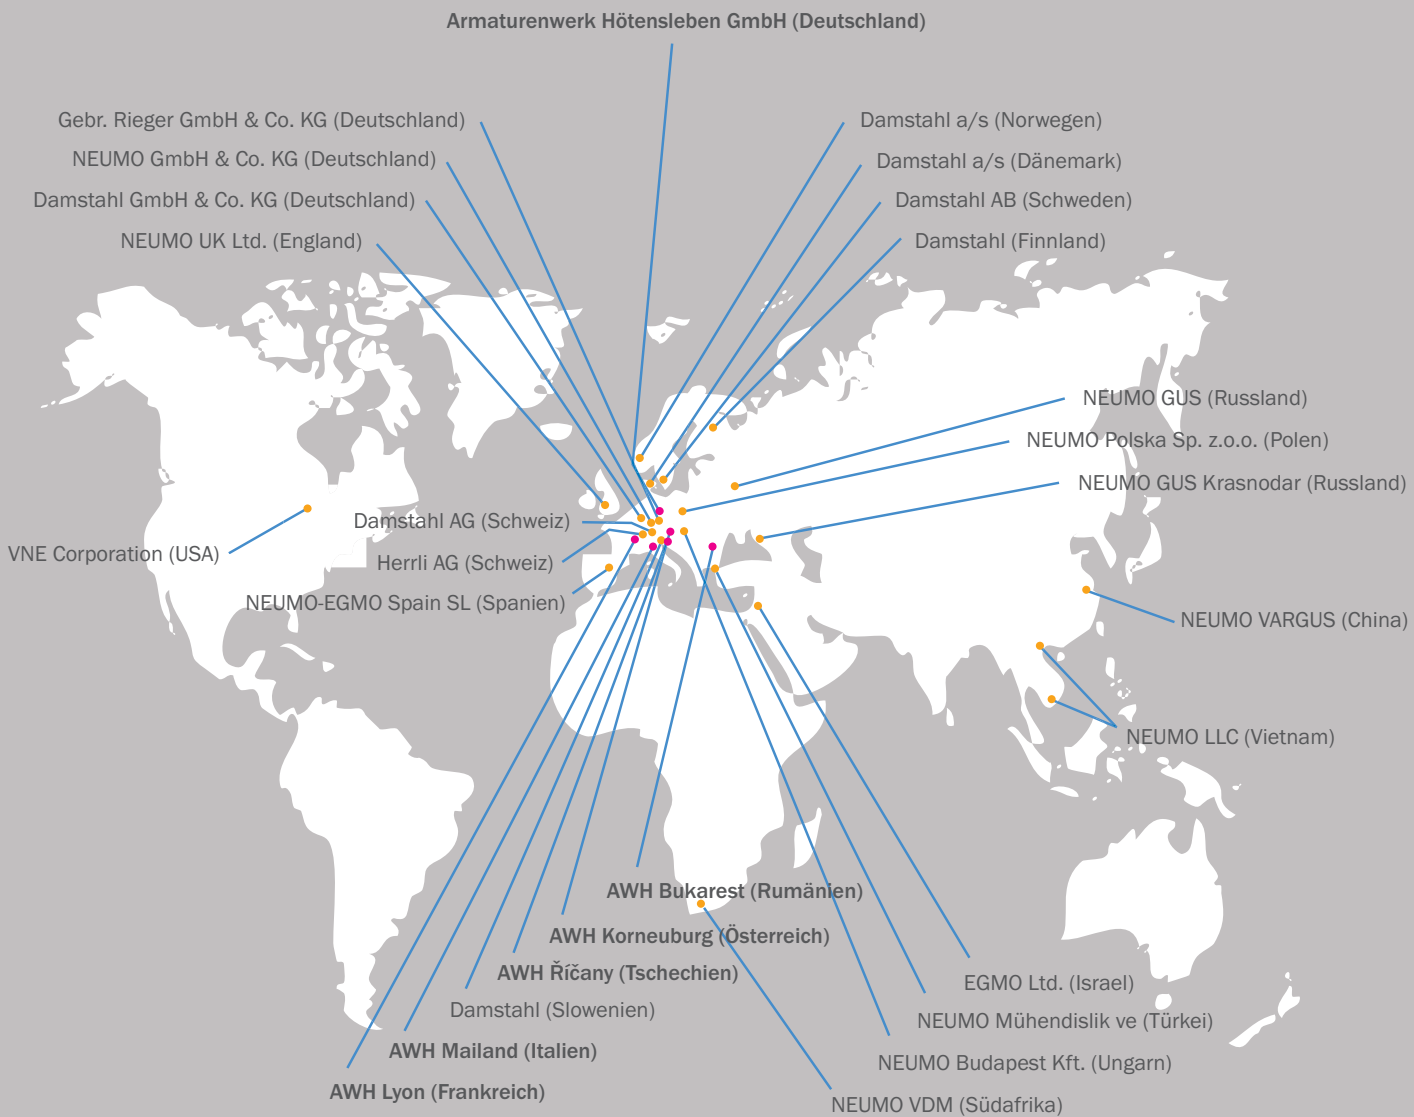 Armaturenwerk Hötensleben GmbH (Deutschland)
Gebr. Rieger GmbH & Co. KG (Deutschland)
NEUMO GmbH & Co. KG (Deutschland)
Damstahl GmbH & Co. KG (Deutschland)
NEUMO UK Ltd. (England)
Damstahl a/s (Norwegen)
Damstahl a/s (Dänemark)
Damstahl AB (Schweden)
Damstahl (Finnland)
NEUMO GUS (Russland)
NEUMO Polska Sp. z.o.o. (Polen)
NEUMO GUS Krasnodar (Russland)
Damstahl AG (Schweiz)
VNE Corporation (USA)
Herrli AG (Schweiz)
NEUMO-EGMO Spain SL (Spanien)
NEUMO VARGUS (China)
NEUMO LLC (Vietnam)
AWH Bukarest (Rumänien)
AWH Korneuburg (Österreich)
AWH Říčany (Tschechien)
Damstahl (Slowenien)
AWH Mailand (Italien)
AWH Lyon (Frankreich)
EGMO Ltd. (Israel)
NEUMO Mühendislik ve (Türkei)
NEUMO Budapest Kft. (Ungarn)
NEUMO VDM (Südafrika)